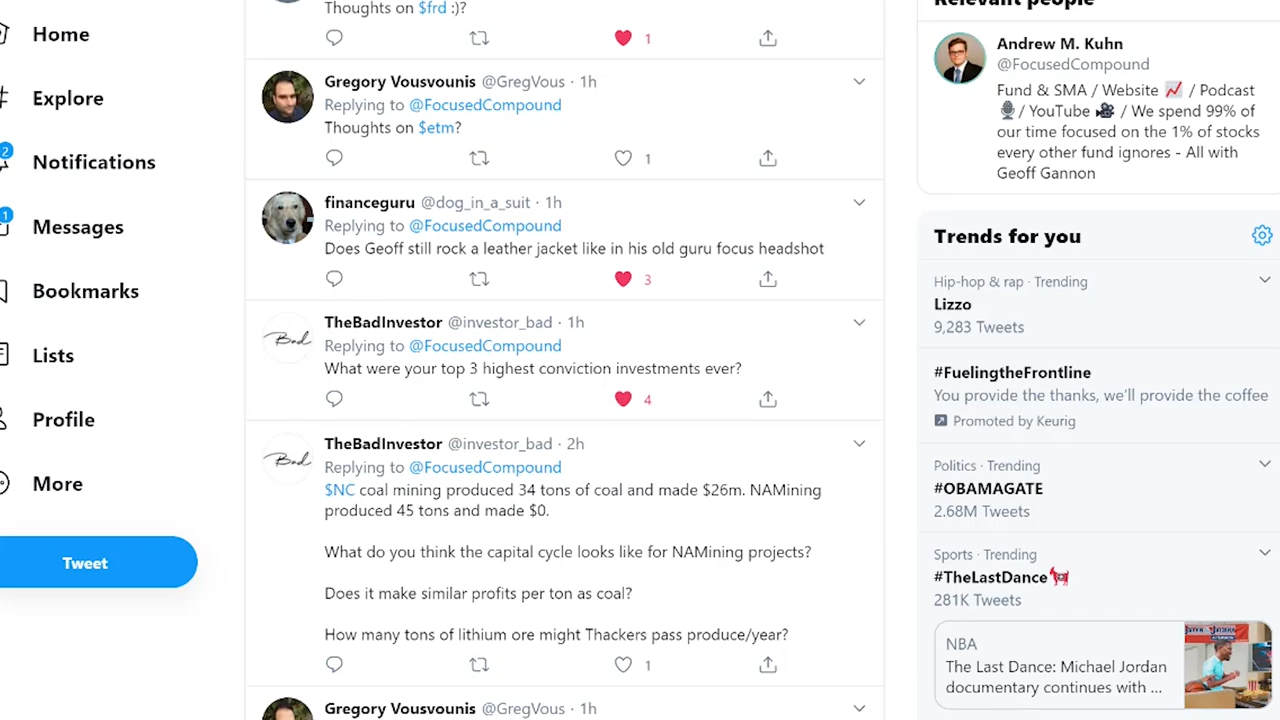 Home
Explore
2
Notifications
1
Messages
Bookmarks
Lists
Profile
More
Tweet
Thoughts on $frd :)?
1
Gregory Vousvounis @GregVous · 1h
Replying to @FocusedCompound
Thoughts on $etm?
1
financeguru @dog_in_a_suit · 1h
Replying to @FocusedCompound
Does Geoff still rock a leather jacket like in his old guru focus headshot
3
TheBadInvestor @investor_bad · 1h
Replying to @FocusedCompound
What were your top 3 highest conviction investments ever?
4
Bad
TheBadInvestor @investor_bad · 2h
Replying to @FocusedCompound
$NC coal mining produced 34 tons of coal and made $26m. NAMining
produced 45 tons and made $0.
What do you think the capital cycle looks like for NAMining projects?
Does it make similar profits per ton as coal?
How many tons of lithium ore might Thackers pass produce/year?
1
Bad
Gregory Vousvounis @GregVous · 1h
Relevant people
Andrew M. Kuhn
@FocusedCompound
Fund & SMA / Website 📈 / Podcast
🎙️/ YouTube 🎥 / We spend 99% of
our time focused on the 1% of stocks
every other fund ignores - All with
Geoff Gannon
Trends for you
Hip-hop & rap · Trending
Lizzo
9,283 Tweets
#FuelingtheFrontline
You provide the thanks, we'll provide the coffee
Promoted by Keurig
Politics · Trending
#OBAMAGATE
2.68M Tweets
Sports · Trending
#TheLastDance
281K Tweets
NBA
The Last Dance: Michael Jordan
documentary continues with ...